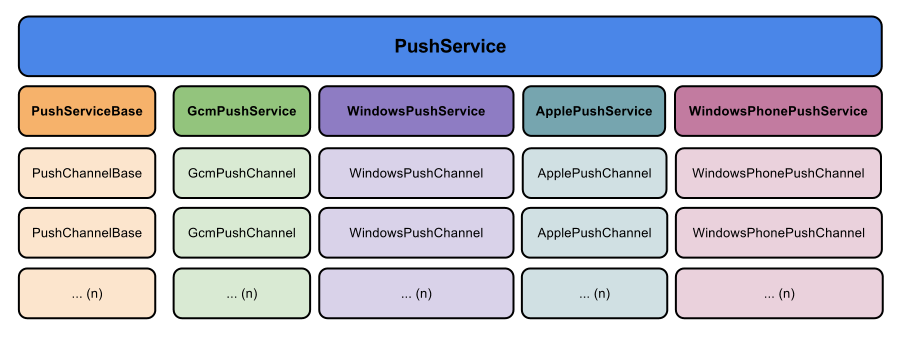 PushService
PushServiceBase GcmPushService WindowsPushService ApplePushService WindowsPhonePushService
PushChannelBase GcmPushChannel WindowsPushChannel ApplePushChannel WindowsPhonePushChannel
PushChannelBase GcmPushChannel WindowsPushChannel ApplePushChannel WindowsPhonePushChannel
... (n) ... (n) ... (n) ... (n) ... (n)